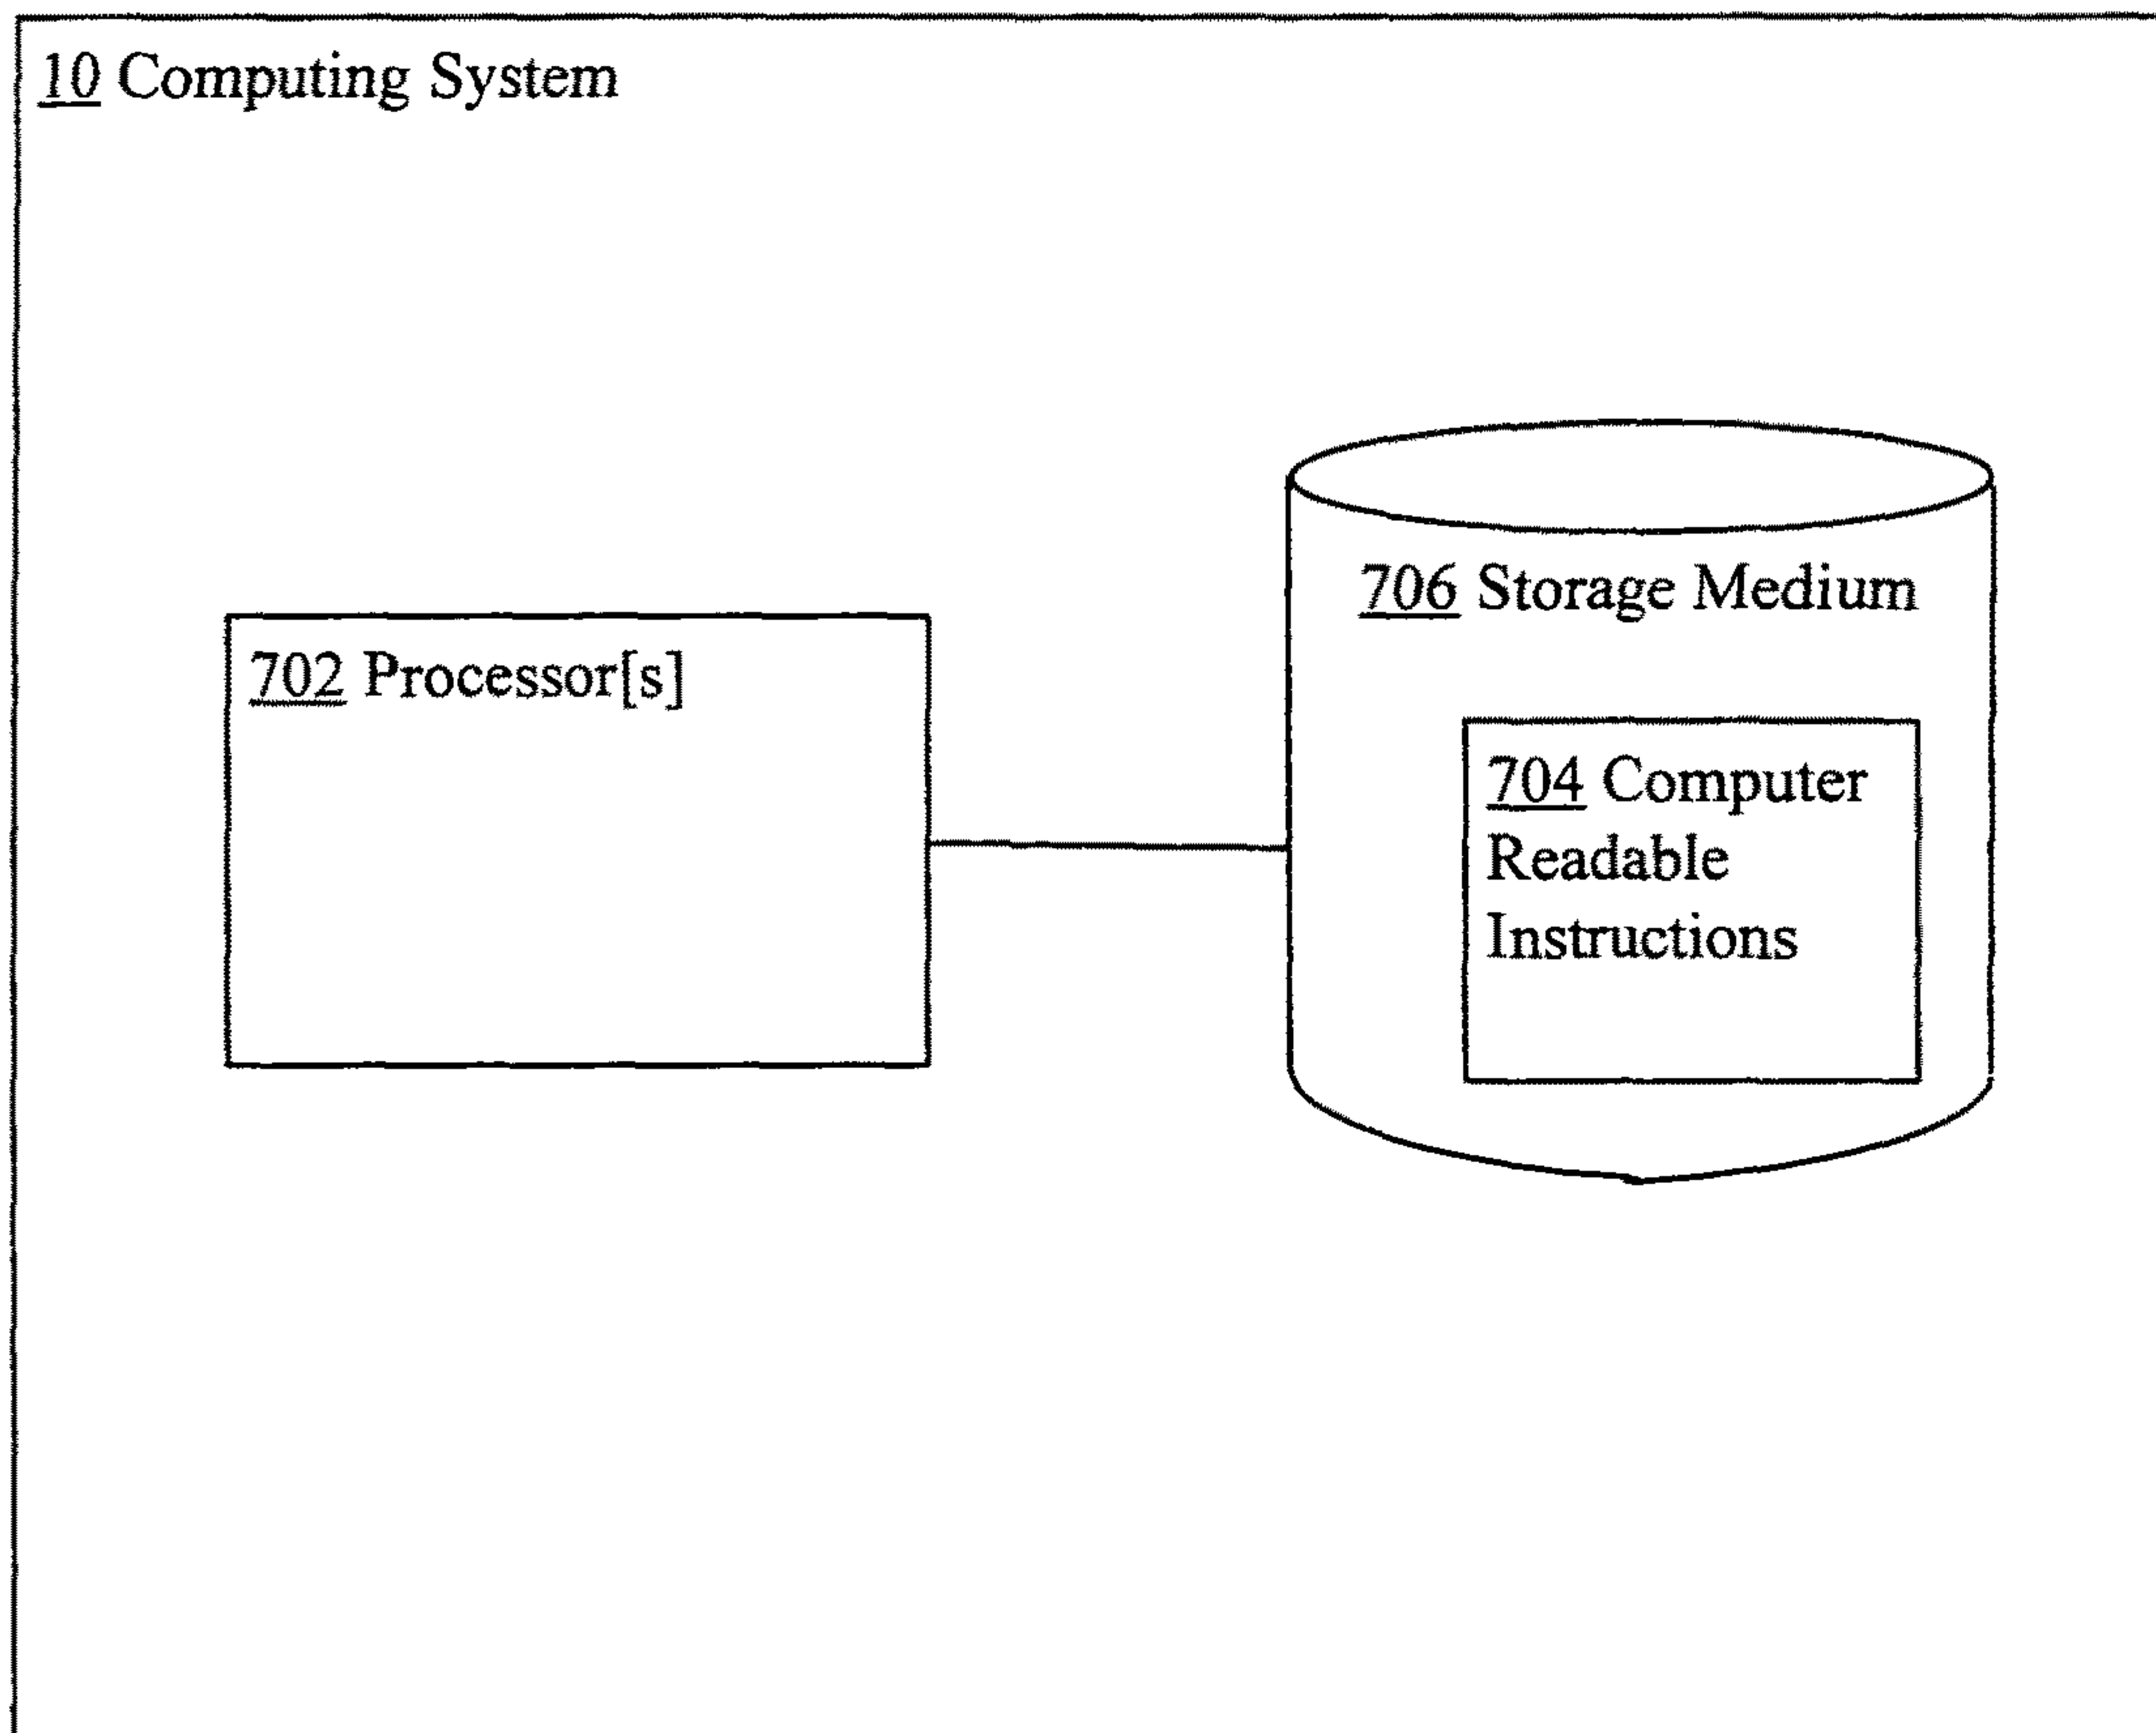 10 Computing System
706 Storage Medium
702 Processor[s]
704 Computer
Readable
Instructions